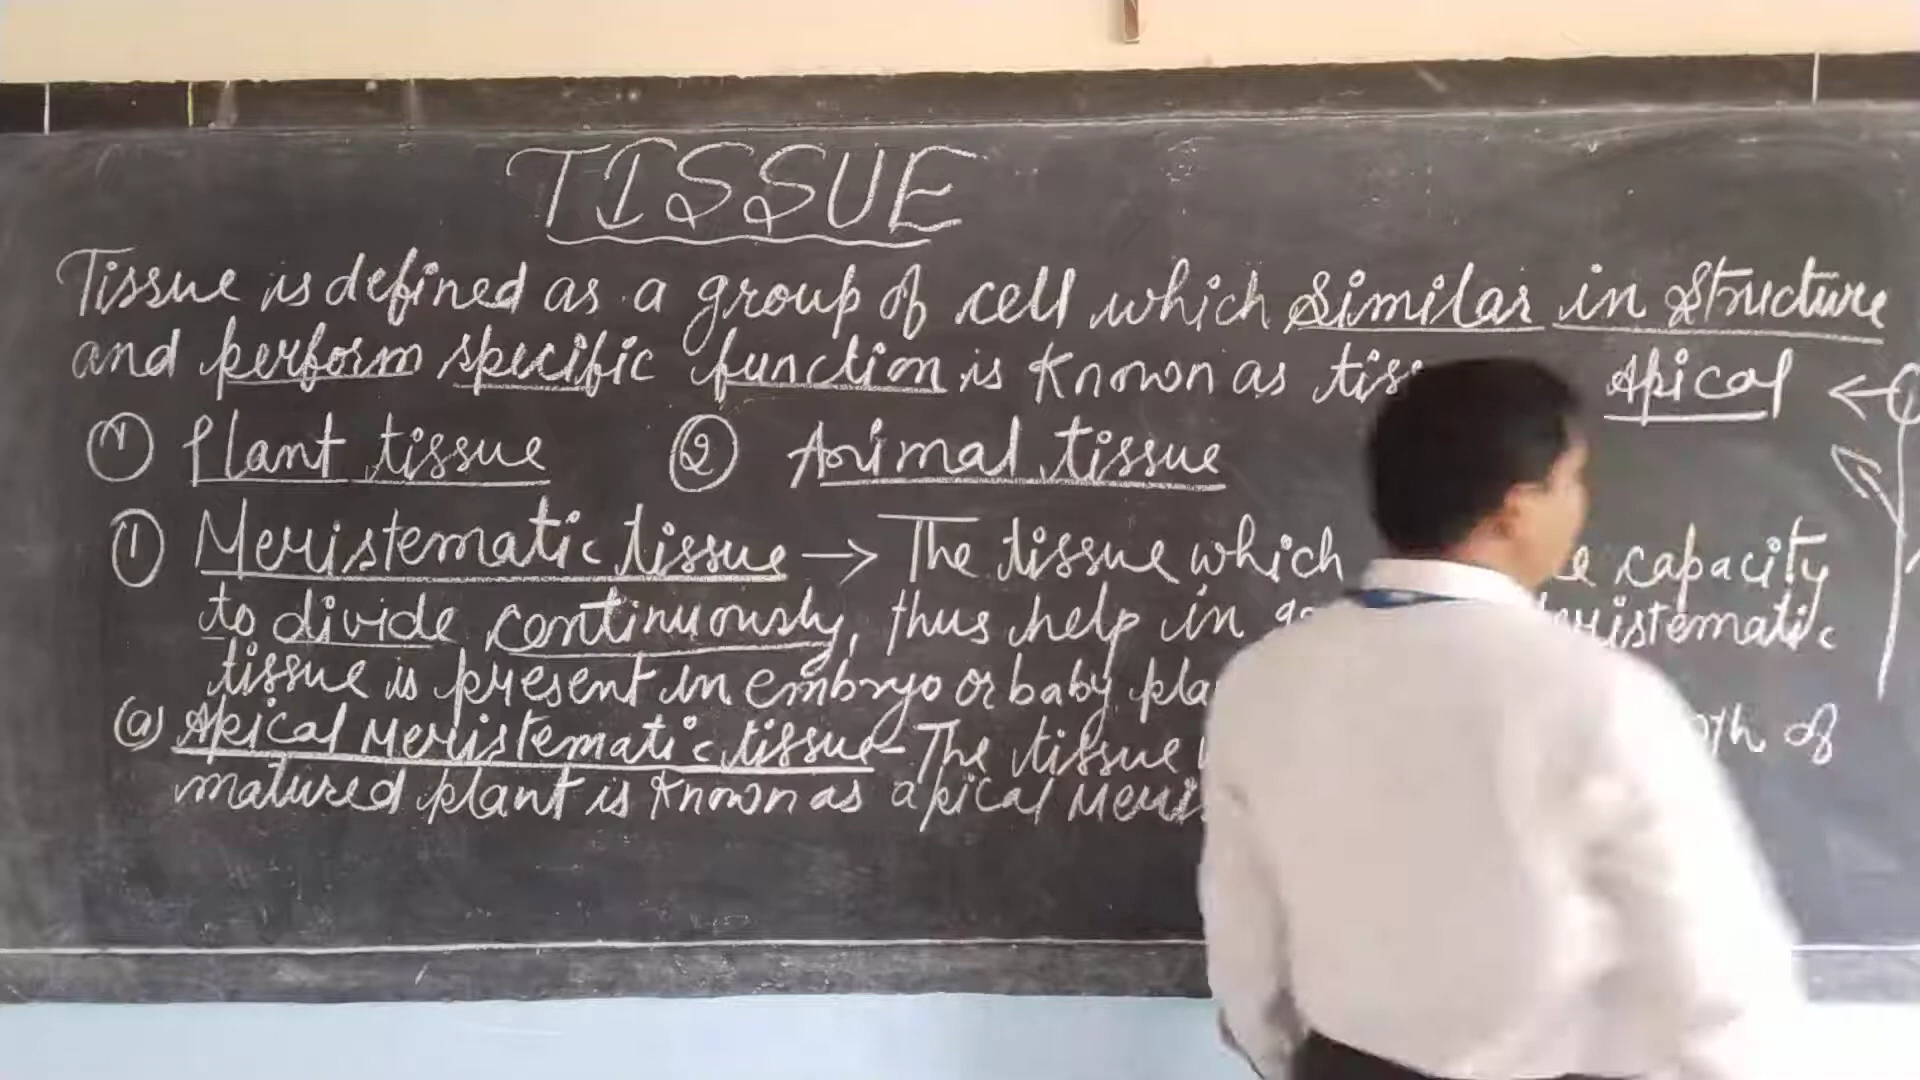 TISSUE
Tissue is defined as a group of cell which similar in structure
and perform specific function is known as
Apical
① Plant tissue ② Animal tissue
① Meristematic tissue → The tissue which capacity
to divide continuously, thus help in
tissue is present in embryo or baby
(a) Apical Meristematic tissue - The tissue of
matured plant is known as apical